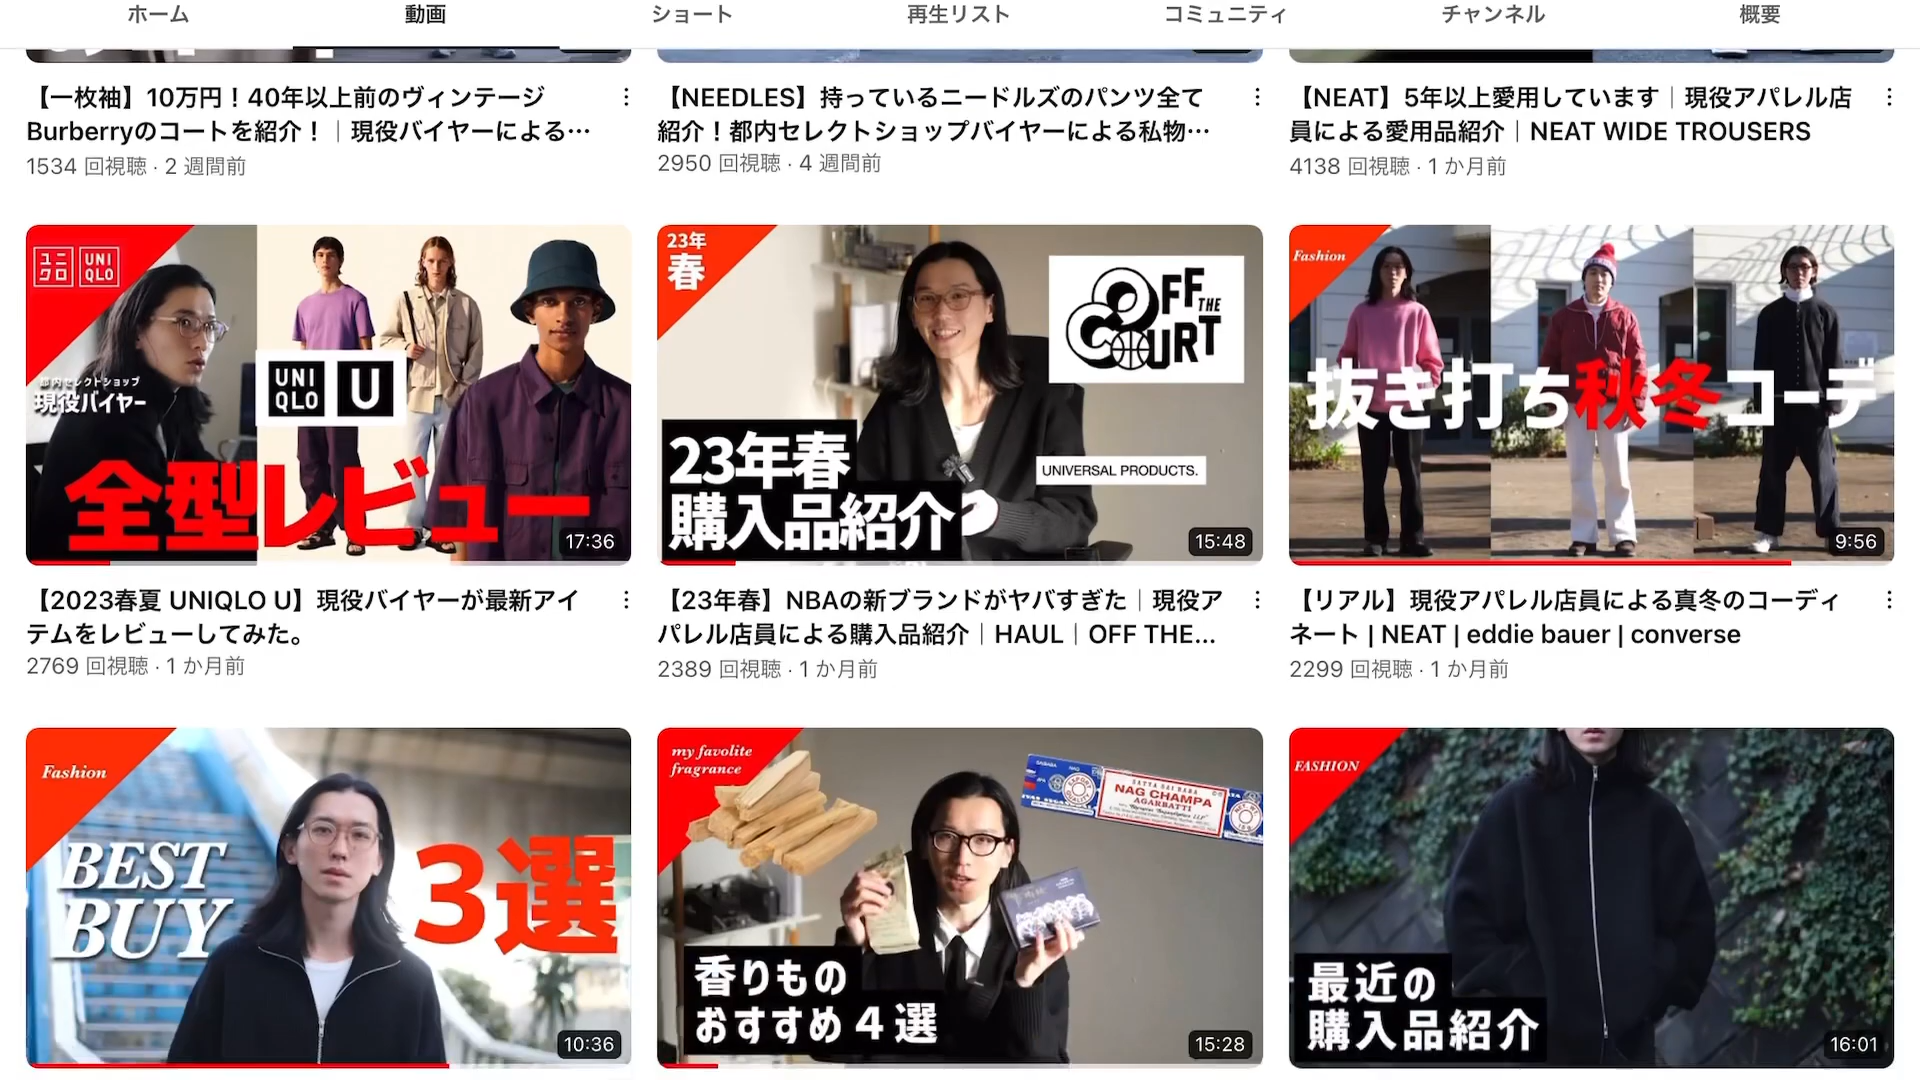 ホーム 動画 ショート 再生リスト コミュニティ チャンネル 概要
【一枚袖】10万円！40年以上前のヴィンテージ
Burberryのコートを紹介！｜現役バイヤーによる…
1534 回視聴 · 2 週間前
【NEEDLES】持っているニードルズのパンツ全て
紹介！都内セレクトショップバイヤーによる私物…
2950 回視聴 · 4 週間前
【NEAT】5年以上愛用しています｜現役アパレル店
員による愛用品紹介｜NEAT WIDE TROUSERS
4138 回視聴 · 1 か月前
ユニ
クロ
UNI
QLO
都内セレクトショップ
現役バイヤー
UNI
QLO
U
全型レビュー
17:36
23年
春
OFF
THE
COURT
UNIVERSAL PRODUCTS.
23年春
購入品紹介
15:48
Fashion
抜き打ち秋冬コーデ
9:56
【2023春夏 UNIQLO U】現役バイヤーが最新アイ
テムをレビューしてみた。
2769 回視聴 · 1 か月前
【23年春】NBAの新ブランドがヤバすぎた｜現役ア
パレル店員による購入品紹介｜HAUL｜OFF THE...
2389 回視聴 · 1 か月前
【リアル】現役アパレル店員による真冬のコーディ
ネート | NEAT | eddie bauer | converse
2299 回視聴 · 1 か月前
Fashion
BEST
BUY
3選
10:36
my favolite
fragrance
SATYA SAI BABA
NAG CHAMPA
AGARBATTI
香りもの
おすすめ４選
15:28
FASHION
最近の
購入品紹介
16:01